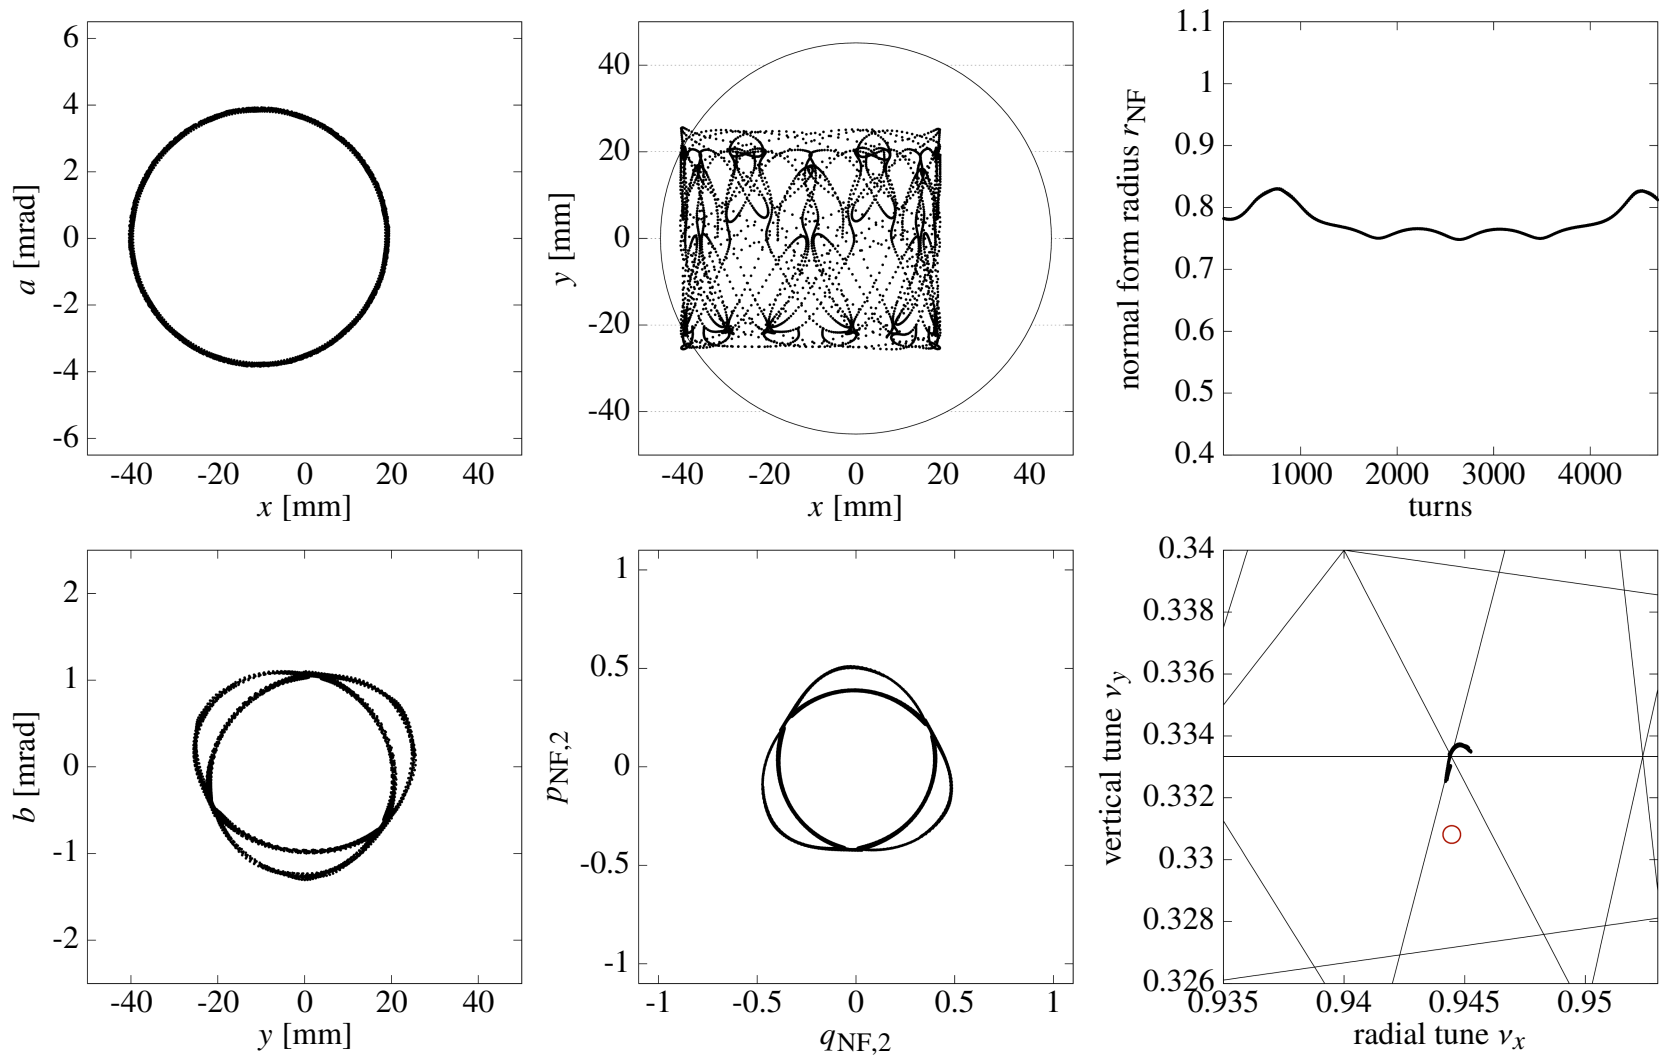 6
4
2
0
-2
-4
-6
a [mrad]
-40 -20 0 20 40
x [mm]
40
20
0
-20
-40
y [mm]
-40 -20 0 20 40
x [mm]
1.1
1
0.9
0.8
0.7
0.6
0.5
0.4
normal form radius rNF
1000 2000 3000 4000
turns
2
1
0
-1
-2
b [mrad]
-40 -20 0 20 40
y [mm]
1
0.5
0
-0.5
-1
pNF,2
-1 -0.5 0 0.5 1
qNF,2
0.34
0.338
0.336
0.334
0.332
0.33
0.328
0.326
vertical tune νy
0.935 0.94 0.945 0.95
radial tune νx